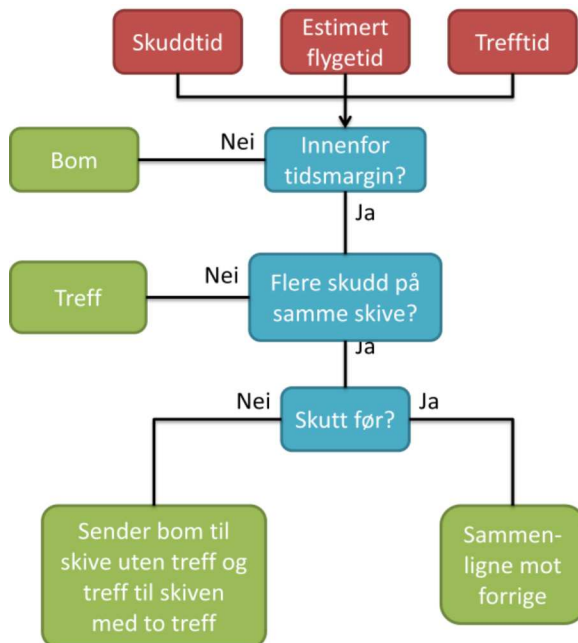 Skuddtid
Estimert
flygetid
Trefftid
Nei
Bom
Innenfor
tidsmargin?
Ja
Nei
Treff
Flere skudd på
samme skive?
Ja
Nei
Skutt før?
Ja
Sender bom til
skive uten treff og
treff til skiven
med to treff
Sammen-
ligne mot
forrige